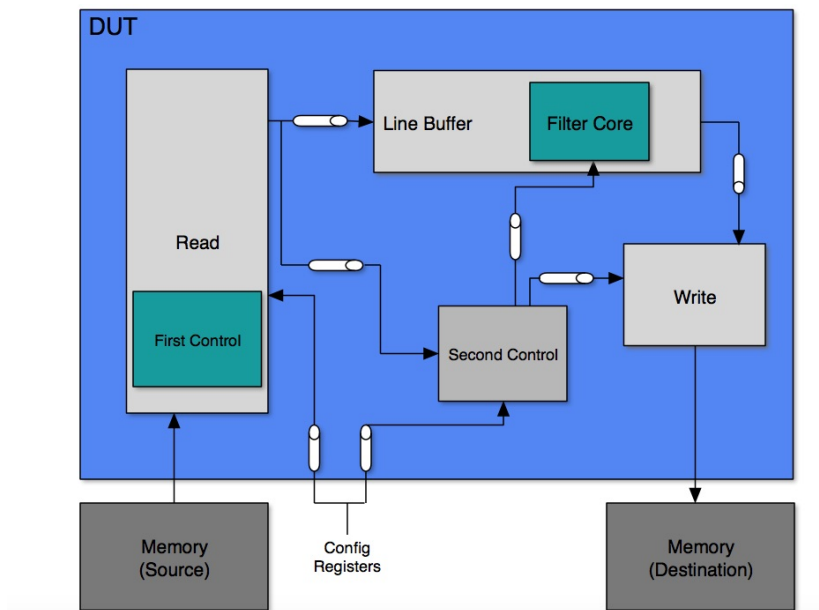 DUT
Line Buffer
Filter Core
Read
First Control
Second Control
Write
Memory
(Source)
Config
Registers
Memory
(Destination)